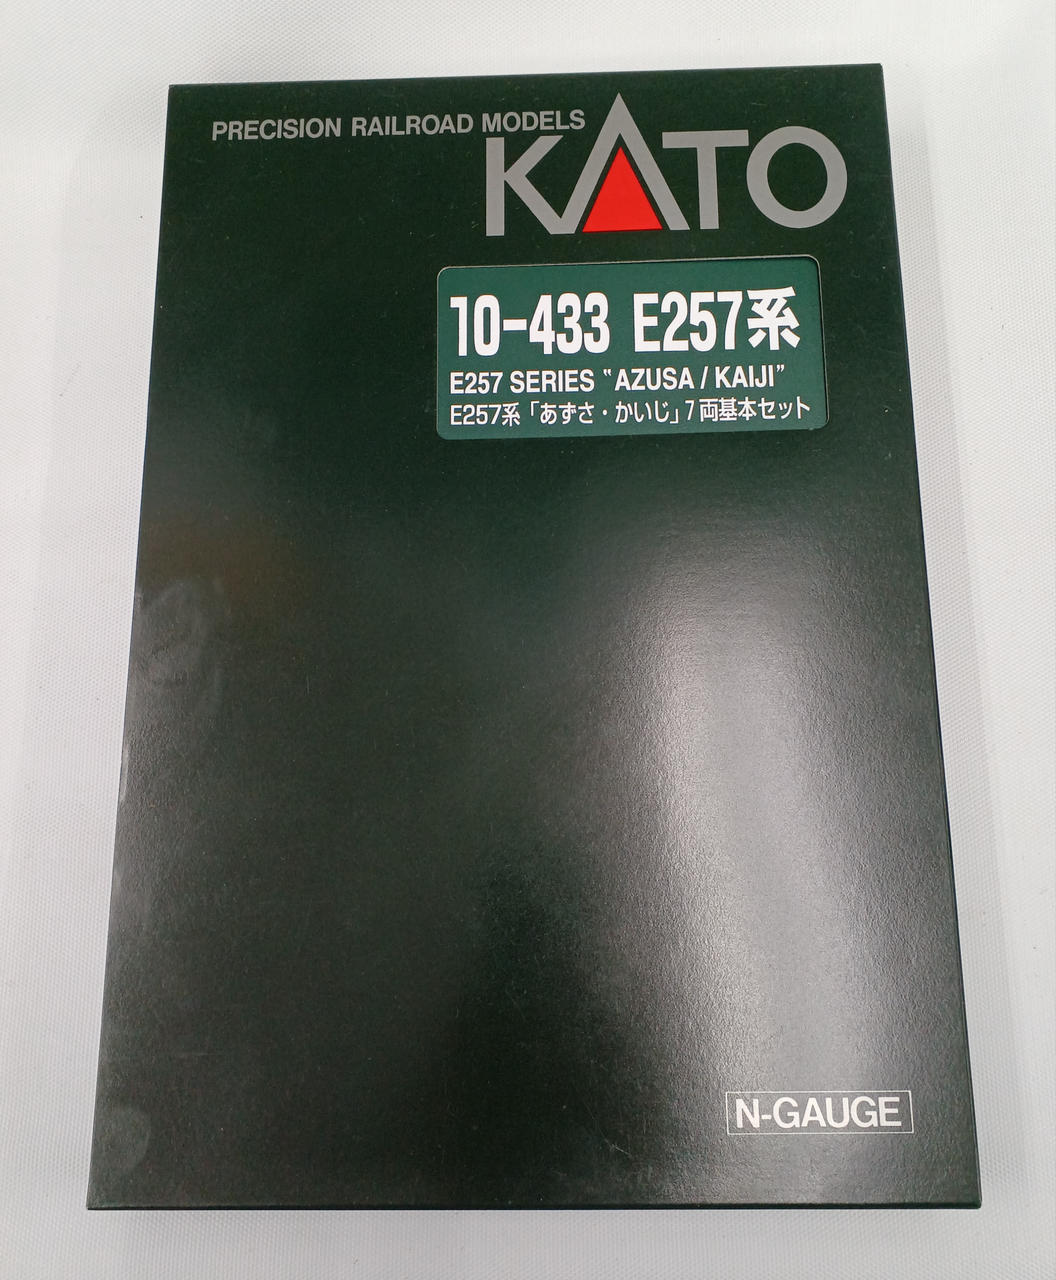 PRECISION RAILROAD MODELS
KATO
10-433 E257系
E257 SERIES “AZUSA / KAIJI”
E257系「あずさ・かいじ」7両基本セット
N-GAUGE